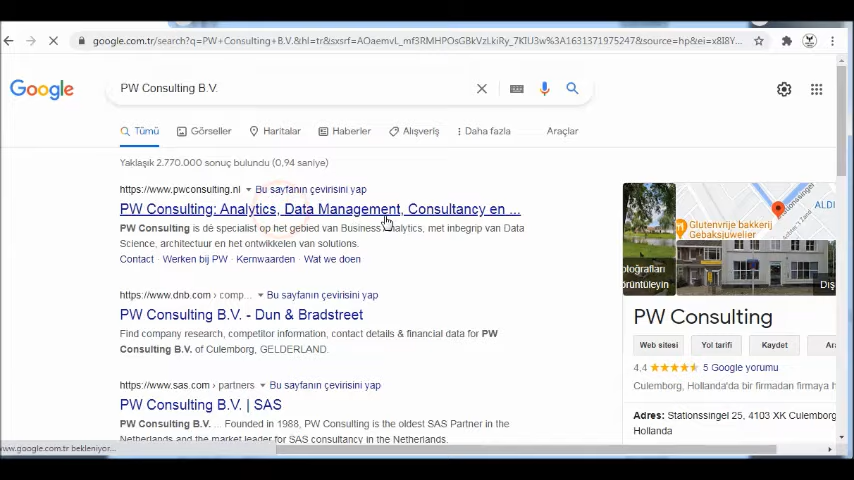 google.com.tr/search?q=PW+Consulting+B.V.&hl=tr&sxsrf=
Google
PW Consulting B.V.
Tümü Görseller Haritalar Haberler Alışveriş Daha fazla Araçlar
Yaklaşık 2.770.000 sonuç bulundu (0,94 saniye)
https://www.pwconsulting.nl Bu sayfanın çevirisini yap
PW Consulting: Analytics, Data Management, Consultancy en ...
PW Consulting is dé specialist op het gebied van Business Analytics, met inbegrip van Data
Science, architectuur en het ontwikkelen van solutions.
Contact · Werken bij PW · Kernwaarden · Wat we doen
https://www.dnb.com › comp... Bu sayfanın çevirisini yap
PW Consulting B.V. - Dun & Bradstreet
Find company research, competitor information, contact details & financial data for PW
Consulting B.V. of Culemborg, GELDERLAND.
https://www.sas.com › partners Bu sayfanın çevirisini yap
PW Consulting B.V. | SAS
PW Consulting B.V. ... Founded in 1988, PW Consulting is the oldest SAS Partner in the
Netherlands and the market leader for SAS consultancy in the Netherlands.
www.google.com.tr bekleniyor...
ALDI
Glutenvrije bakkerij
Gebaksjuwelier
otoğrafları
örüntüleyin
Dış
PW Consulting
Web sitesi Yol tarifi Kaydet Ara
4,4 5 Google yorumu
Culemborg, Hollanda'da bir firmadan firmaya h
Adres: Stationssingel 25, 4103 XK Culemborg
Hollanda